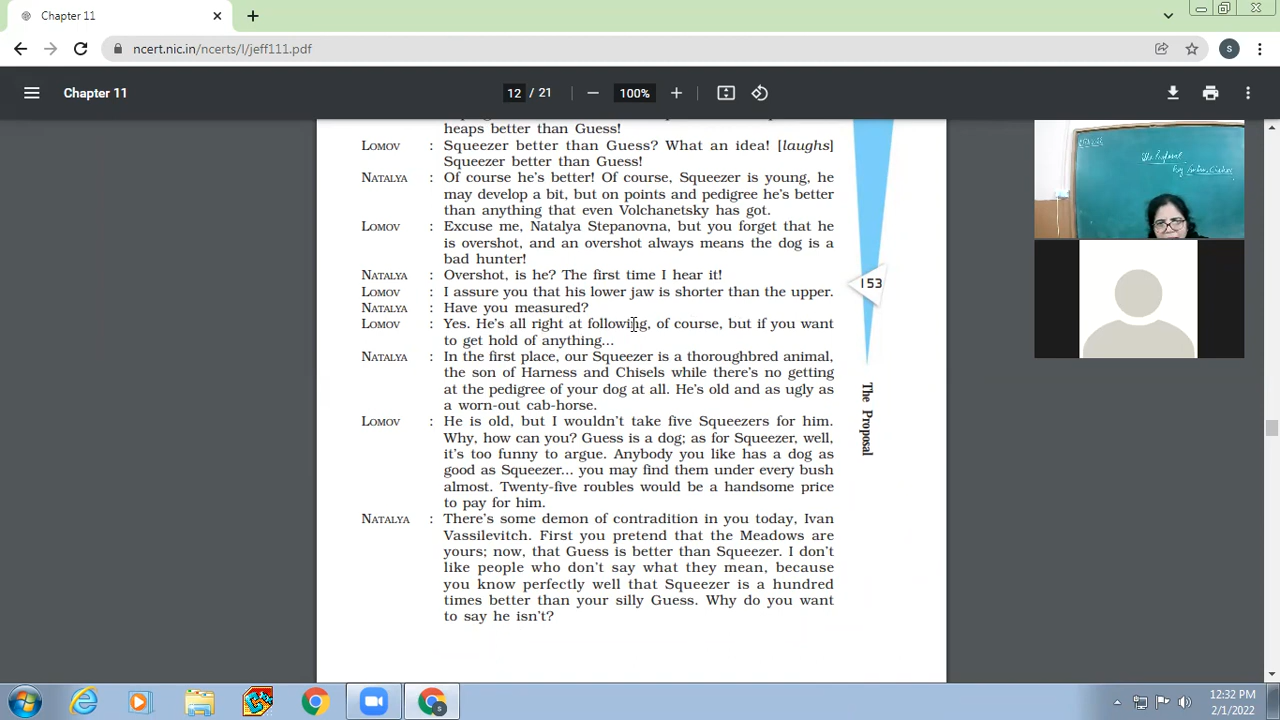 Chapter 11
ncert.nic.in/ncerts/l/jeff111.pdf
S
Chapter 11
12 / 21
100%
heaps better than Guess!
LOMOV : Squeezer better than Guess? What an idea! [laughs]
Squeezer better than Guess!
NATALYA : Of course he's better! Of course, Squeezer is young, he
may develop a bit, but on points and pedigree he's better
than anything that even Volchanetsky has got.
LOMOV : Excuse me, Natalya Stepanovna, but you forget that he
is overshot, and an overshot always means the dog is a
bad hunter!
NATALYA : Overshot, is he? The first time I hear it!
LOMOV : I assure you that his lower jaw is shorter than the upper.
NATALYA : Have you measured?
LOMOV : Yes. He's all right at following, of course, but if you want
to get hold of anything...
NATALYA : In the first place, our Squeezer is a thoroughbred animal,
the son of Harness and Chisels while there's no getting
at the pedigree of your dog at all. He's old and as ugly as
a worn-out cab-horse.
LOMOV : He is old, but I wouldn't take five Squeezers for him.
Why, how can you? Guess is a dog; as for Squeezer, well,
it's too funny to argue. Anybody you like has a dog as
good as Squeezer... you may find them under every bush
almost. Twenty-five roubles would be a handsome price
to pay for him.
NATALYA : There's some demon of contradition in you today, Ivan
Vassilevitch. First you pretend that the Meadows are
yours; now, that Guess is better than Squeezer. I don't
like people who don't say what they mean, because
you know perfectly well that Squeezer is a hundred
times better than your silly Guess. Why do you want
to say he isn't?
153
The Proposal
The Proposal
By
S
12:32 PM
2/1/2022